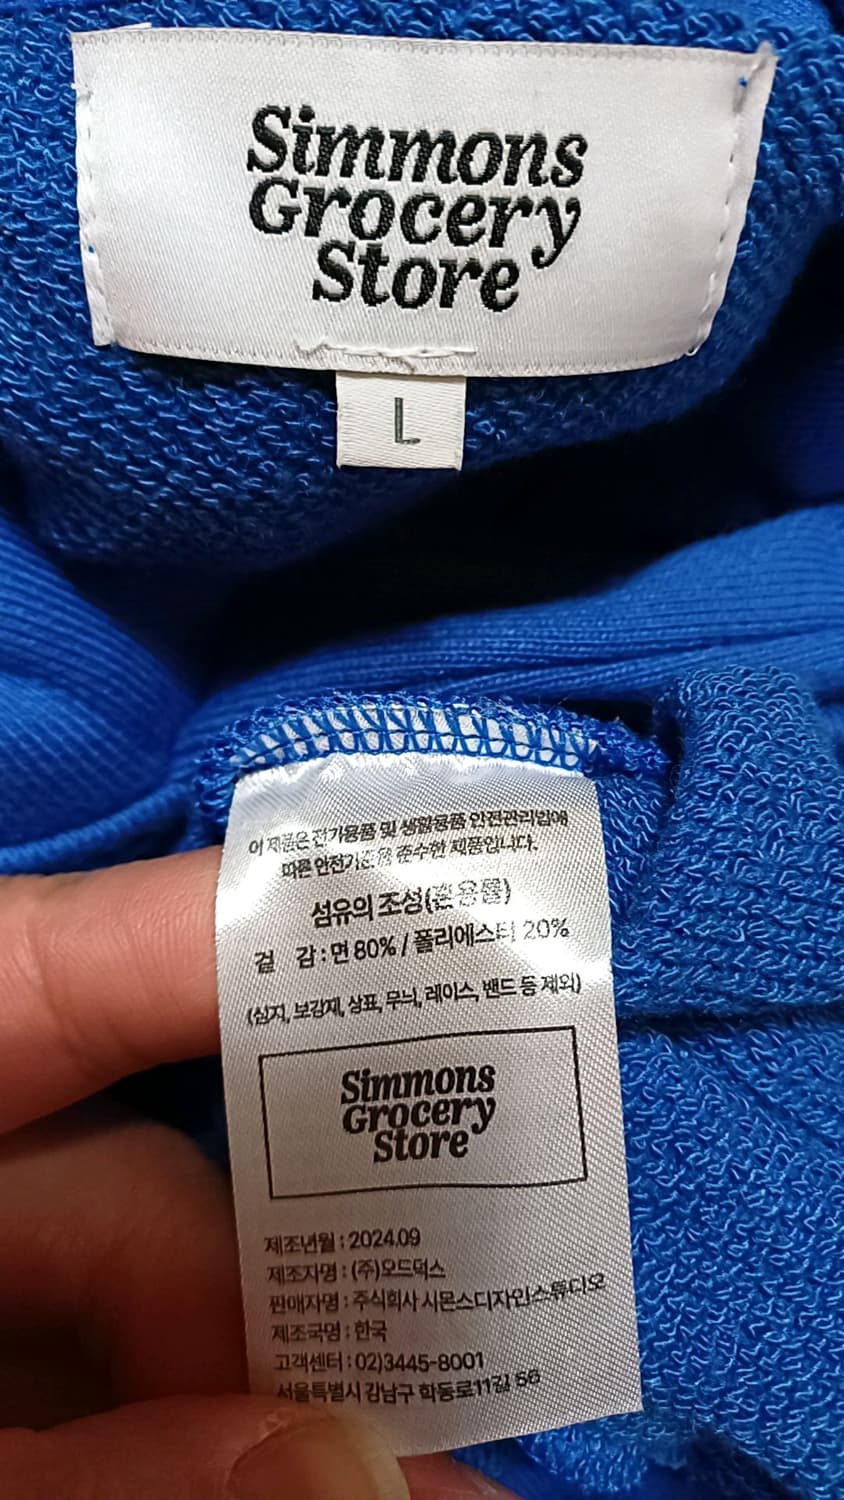 Simmons
Grocery
Store
L
이 제품은 전기용품 및 생활용품 안전관리법에
따른 안전기준을 준수한 제품입니다.
섬유의 조성(혼용률)
겉 감 : 면 80% / 폴리에스터 20%
(심지, 보강재, 상표, 무늬, 레이스, 밴드 등 제외)
Simmons
Grocery
Store
제조년월 : 2024.09
제조자명 : (주)오드덕스
판매자명 : 주식회사 시몬스디자인스튜디오
제조국명 : 한국
고객센터 : 02)3445-8001
서울특별시 강남구 학동로11길 56